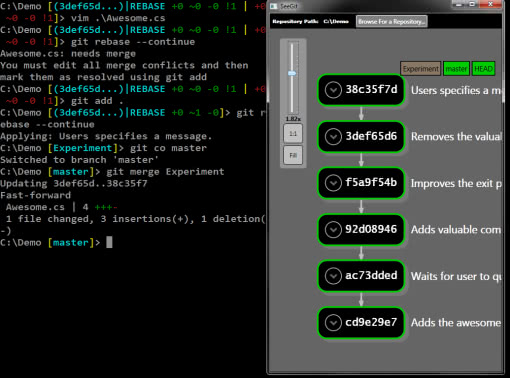 C:\Demo [(3def65d...)|REBASE +0 ~0 -0 !1 | +0
~0 -0 !1]> vim .\Awesome.cs
C:\Demo [(3def65d...)|REBASE +0 ~0 -0 !1 | +0
~0 -0 !1]> git rebase --continue
Awesome.cs: needs merge
You must edit all merge conflicts and then
mark them as resolved using git add
C:\Demo [(3def65d...)|REBASE +0 ~0 -0 !1 | +0
~0 -0 !1]> git add .
C:\Demo [(3def65d...)|REBASE +0 ~1 -0]> git r
ebase --continue
Applying: Users specifies a message.
C:\Demo [Experiment]> git co master
Switched to branch 'master'
C:\Demo [master]> git merge Experiment
Updating 3def65d..38c35f7
Fast-forward
Awesome.cs | 4 +++-
1 file changed, 3 insertions(+), 1 deletion(
-)
C:\Demo [master]>
SeeGit
Repository Path: C:\Demo Browse For a Repository...
1.82x
1:1
Fill
Experiment master HEAD
38c35f7d Users specifies a me
3def65d6 Removes the valua
f5a9f54b Improves the exit p
92d08946 Adds valuable com
ac73dded Waits for user to qu
cd9e29e7 Adds the awesome